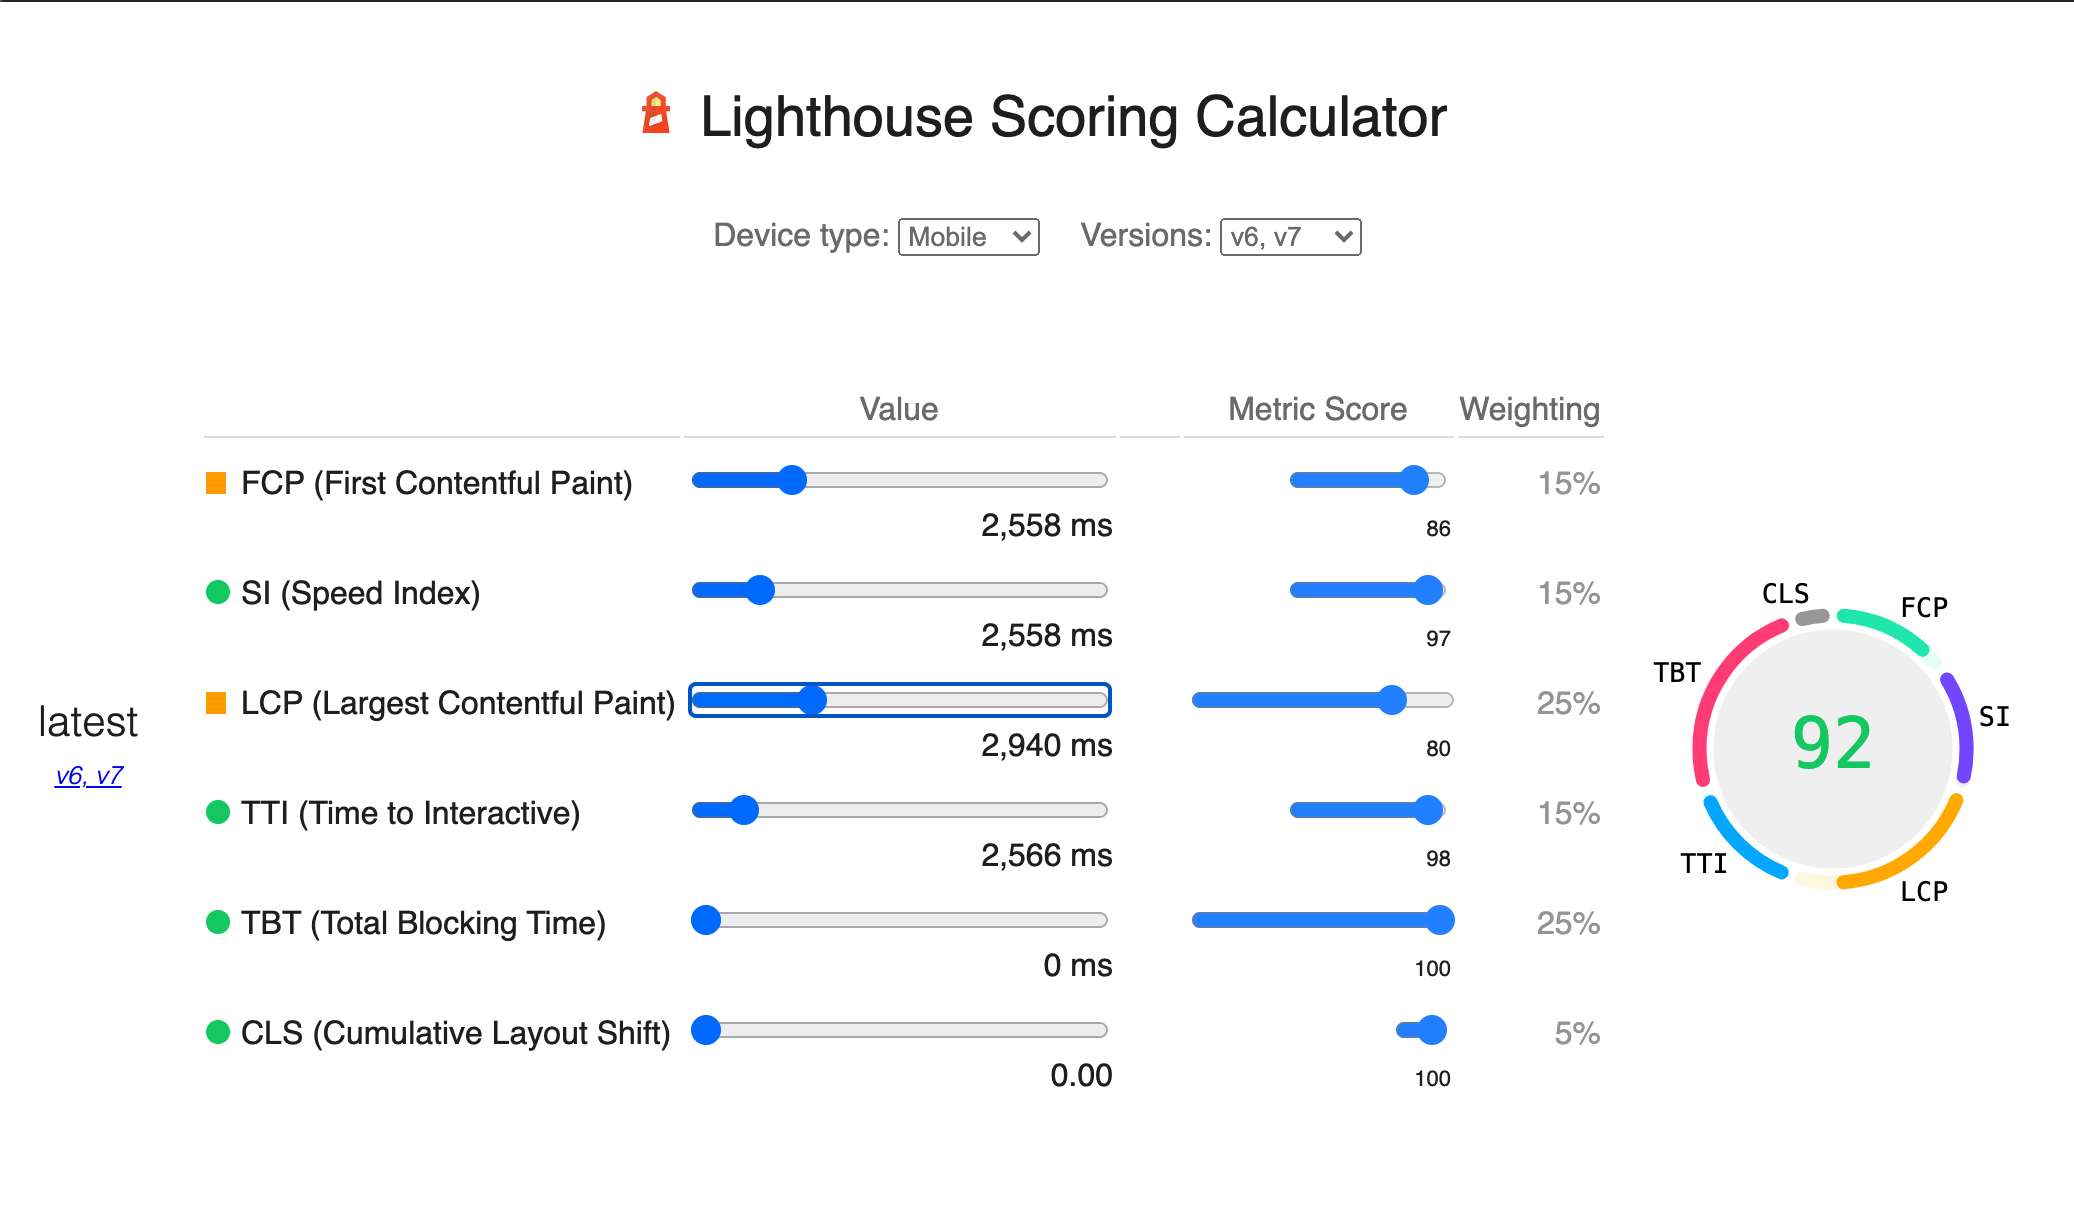 Lighthouse Scoring Calculator
Device type: Mobile Versions: v6, v7
Value Metric Score Weighting
FCP (First Contentful Paint) 15%
2,558 ms 86
SI (Speed Index) 15%
2,558 ms 97
LCP (Largest Contentful Paint) 25%
2,940 ms 80
TTI (Time to Interactive) 15%
2,566 ms 98
TBT (Total Blocking Time) 25%
0 ms 100
CLS (Cumulative Layout Shift) 5%
0.00 100
latest
v6, v7
CLS
FCP
TBT
SI
92
TTI
LCP